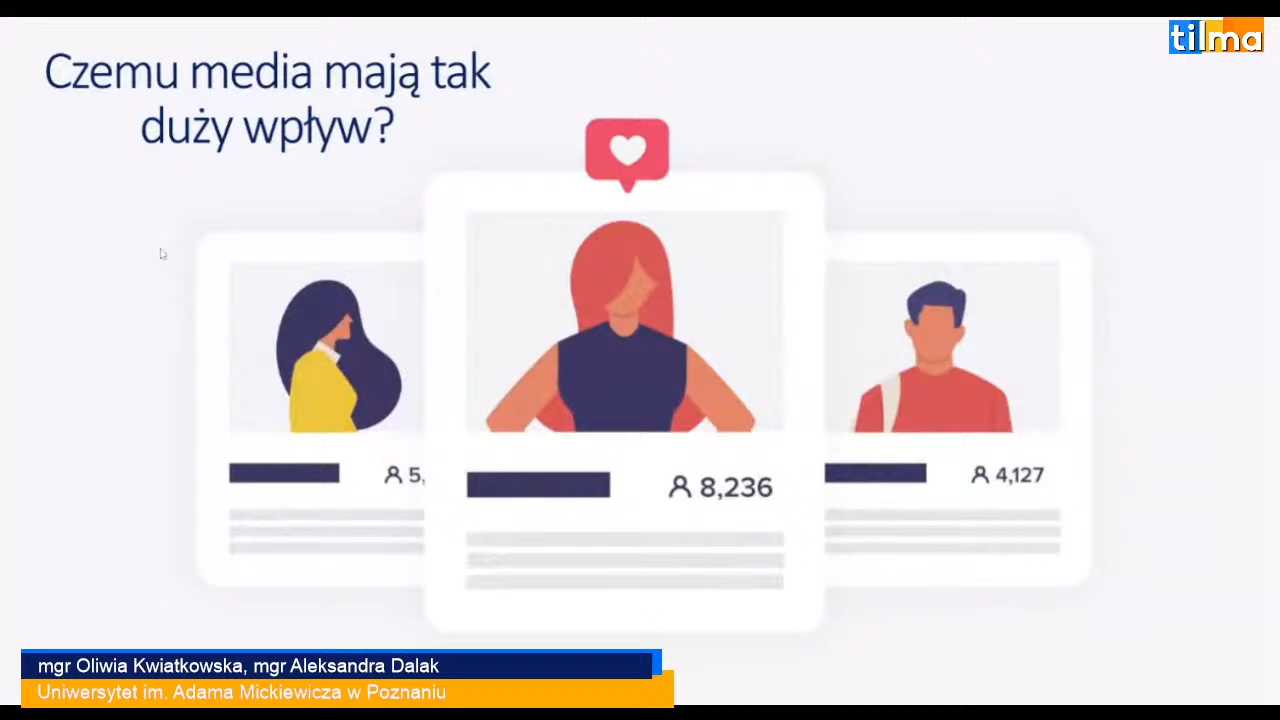 tilma
Czemu media mają tak
duży wpływ?
5,
8,236
4,127
mgr Oliwia Kwiatkowska, mgr Aleksandra Dalak
Uniwersytet im. Adama Mickiewicza w Poznaniu